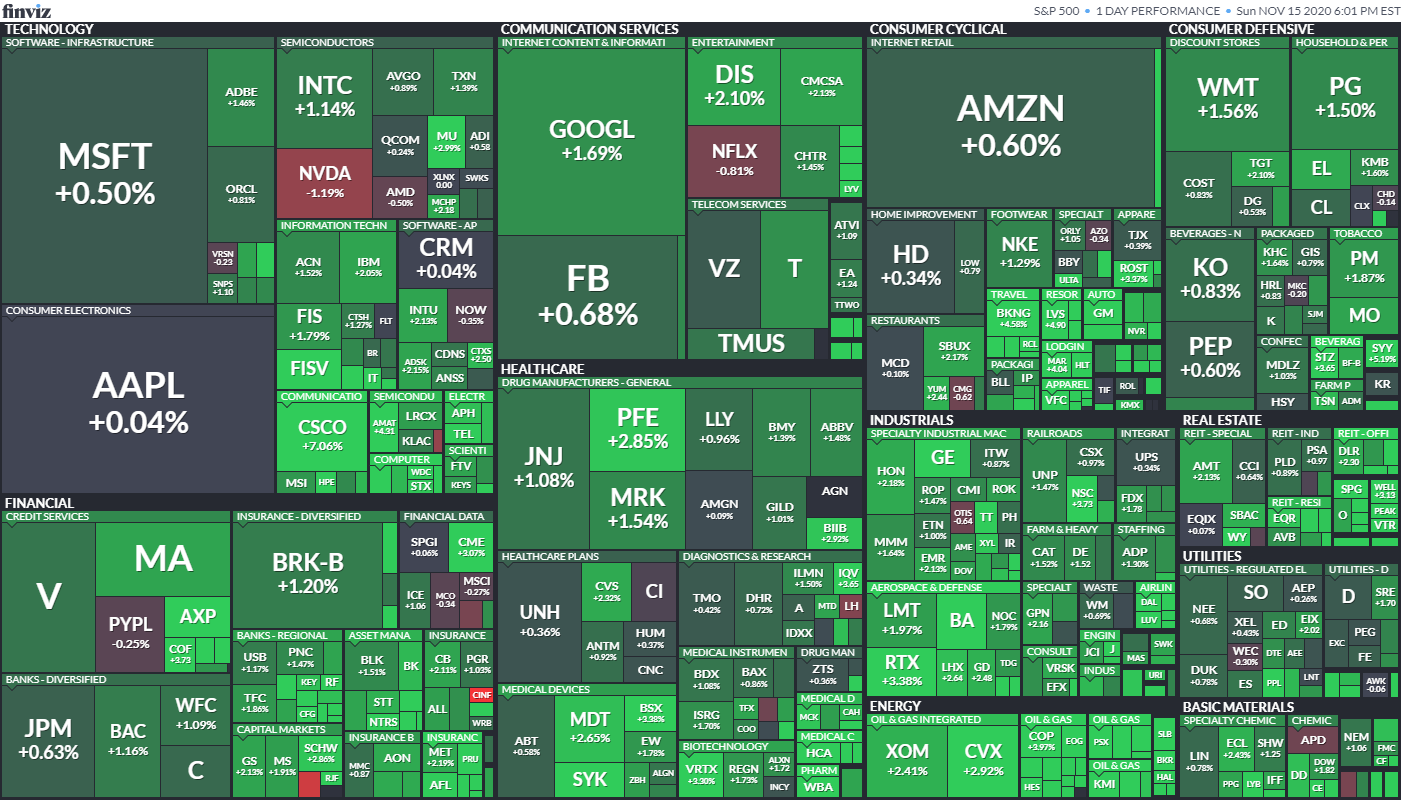 finviz
S&P 500 • 1 DAY PERFORMANCE • Sun NOV 15 2020 6:01 PM EST
TECHNOLOGY
SOFTWARE - INFRASTRUCTURE
MSFT
+0.50%
ADBE
+1.46%
ORCL
+0.81%
VRSN
-0.23
SNPS
+1.10
SEMICONDUCTORS
INTC
+1.14%
AVGO
+0.89%
TXN
+1.39%
NVDA
-1.19%
QCOM
+0.24%
MU
+2.99%
ADI
+0.58
AMD
-0.50%
XLNX
0.00
SWKS
MCHP
+2.18
INFORMATION TECHN
ACN
+1.52%
IBM
+2.05%
FIS
+1.79%
CTSH
+1.27%
FLT
FISV
BR
IT
SOFTWARE - AP
CRM
+0.04%
INTU
+2.13%
NOW
-0.35%
ADSK
+2.15%
CDNS
CTXS
+2.50
ANSS
CONSUMER ELECTRONICS
AAPL
+0.04%
COMMUNICATIO
CSCO
+7.06%
MSI
HPE
SEMICONDU
AMAT
+4.31
LRCX
KLAC
COMPUTER
WDC
STX
ELECTR
APH
TEL
SCIENTI
FTV
KEYS
COMMUNICATION SERVICES
INTERNET CONTENT & INFORMATI
GOOGL
+1.69%
FB
+0.68%
ENTERTAINMENT
DIS
+2.10%
CMCSA
+2.13%
NFLX
-0.81%
CHTR
+1.45%
LYV
TELECOM SERVICES
VZ
T
TMUS
ATVI
+1.09
EA
+1.24
TTWO
CONSUMER CYCLICAL
INTERNET RETAIL
AMZN
+0.60%
HOME IMPROVEMENT
HD
+0.34%
LOW
+0.79
FOOTWEAR
NKE
+1.29%
SPECIALT
ORLY
+1.05
AZO
-0.34
BBY
ULTA
APPARE
TJX
+0.39%
ROST
+3.37%
RESTAURANTS
MCD
+0.10%
SBUX
+2.17%
YUM
+2.44
CMG
-0.62
TRAVEL
BKNG
+4.58%
RCL
RESOR
LVS
+4.90
AUTO
GM
NVR
PACKAGI
BLL
IP
LODGIN
MAR
+4.04
HLT
APPAREL
VFC
TIF
ROL
KMX
CONSUMER DEFENSIVE
DISCOUNT STORES
WMT
+1.56%
COST
+0.83%
TGT
+2.10%
DG
+0.53%
HOUSEHOLD & PER
PG
+1.50%
EL
KMB
+1.60%
CL
CLX
CHD
-0.14
BEVERAGES - N
KO
+0.83%
PEP
+0.60%
PACKAGED
KHC
+1.64%
GIS
+0.79%
HRL
+0.83
MKC
-0.20
K
SJM
TOBACCO
PM
+1.87%
MO
CONFEC
MDLZ
+1.03%
HSY
BEVERAG
STZ
+3.65
BF-B
FARM P
TSN
ADM
SYY
+5.19%
KR
HEALTHCARE
DRUG MANUFACTURERS - GENERAL
JNJ
+1.08%
PFE
+2.85%
MRK
+1.54%
LLY
+0.96%
BMY
+1.39%
ABBV
+1.48%
AMGN
+0.09%
GILD
+1.01%
AGN
BIIB
+2.92%
HEALTHCARE PLANS
UNH
+0.36%
CVS
+2.32%
CI
ANTM
+0.92%
HUM
+0.37%
CNC
DIAGNOSTICS & RESEARCH
TMO
+0.42%
DHR
+0.72%
ILMN
+1.50%
IQV
+3.65
A
MTD
LH
IDXX
MEDICAL DEVICES
ABT
+0.58%
MDT
+2.65%
SYK
BSX
+3.38%
EW
+1.78%
ZBH
ALGN
MEDICAL INSTRUMEN
BDX
+1.08%
BAX
+0.86%
ISRG
+1.70%
TFX
COO
DRUG MAN
ZTS
+0.36%
MEDICAL D
MCK
CAH
MEDICAL C
HCA
PHARM
WBA
BIOTECHNOLOGY
VRTX
+3.30%
REGN
+1.73%
ALXN
+1.72
INCY
FINANCIAL
CREDIT SERVICES
V
MA
PYPL
-0.25%
AXP
COF
+3.73
INSURANCE - DIVERSIFIED
BRK-B
+1.20%
FINANCIAL DATA
SPGI
+0.06%
CME
+3.07%
ICE
+1.06
MCO
-0.34
MSCI
-0.27%
BANKS - DIVERSIFIED
JPM
+0.63%
BAC
+1.16%
WFC
+1.09%
C
BANKS - REGIONAL
USB
+1.17%
PNC
+1.47%
TFC
+1.86%
KEY
RF
CFG
ASSET MANA
BLK
+1.51%
BK
STT
NTRS
INSURANCE
CB
+2.11%
PGR
+1.03%
ALL
CINF
WRB
CAPITAL MARKETS
GS
+2.13%
MS
+1.91%
SCHW
+2.86%
RJF
INSURANCE B
MMC
+0.87
AON
INSURANC
MET
+2.19%
PRU
AFL
INDUSTRIALS
SPECIALTY INDUSTRIAL MAC
HON
+2.18%
GE
ITW
+0.87%
MMM
+1.64%
ROP
+1.47%
CMI
ROK
ETN
+1.00%
OTIS
-0.64
TT
PH
EMR
+2.13%
AME
XYL
IR
DOV
RAILROADS
UNP
+1.47%
CSX
+0.97%
NSC
+3.73
INTEGRAT
UPS
+0.34%
FDX
+1.78
FARM & HEAVY
CAT
+1.52%
DE
+1.52
STAFFING
ADP
+1.30%
AEROSPACE & DEFENSE
LMT
+1.97%
BA
NOC
+1.79%
RTX
+3.38%
LHX
+2.64
GD
+2.48
TDG
SPECIALT
GPN
+2.16
WASTE
WM
+0.69%
AIRLIN
DAL
LUV
CONSULT
VRSK
EFX
ENGIN
JCI
J
INDUS
MAS
SWK
URI
REAL ESTATE
REIT - SPECIAL
AMT
+2.13%
CCI
+0.64%
EQIX
+0.07%
SBAC
WY
REIT - IND
PLD
+0.89%
PSA
+0.97
REIT - RESI
EQR
AVB
REIT - OFFI
DLR
+2.30
SPG
WELL
+3.13
O
PEAK
VTR
UTILITIES
UTILITIES - REGULATED EL
NEE
+0.68%
SO
AEP
+0.26%
XEL
+0.43%
ED
EIX
+2.02
DUK
+0.78%
WEC
-0.30%
DTE
AEE
ES
PPL
LNT
UTILITIES - D
D
SRE
+1.70
EXC
PEG
FE
AWK
-0.06
ENERGY
OIL & GAS INTEGRATED
XOM
+2.41%
CVX
+2.92%
OIL & GAS
COP
+3.97%
EOG
HES
OIL & GAS
PSX
OIL & GAS
KMI
SLB
BKR
HAL
BASIC MATERIALS
SPECIALTY CHEMIC
LIN
+0.78%
ECL
+2.43%
SHW
+1.25
PPG
LYB
IFF
CHEMIC
APD
DD
DOW
+1.82
CE
NEM
+1.06
FMC
CF